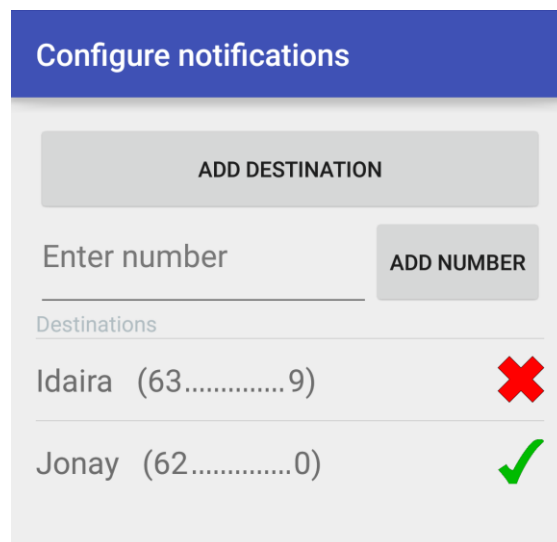 Configure notifications
ADD DESTINATION
Enter number
ADD NUMBER
Destinations
Idaira (63..............9)
Jonay (62..............0)